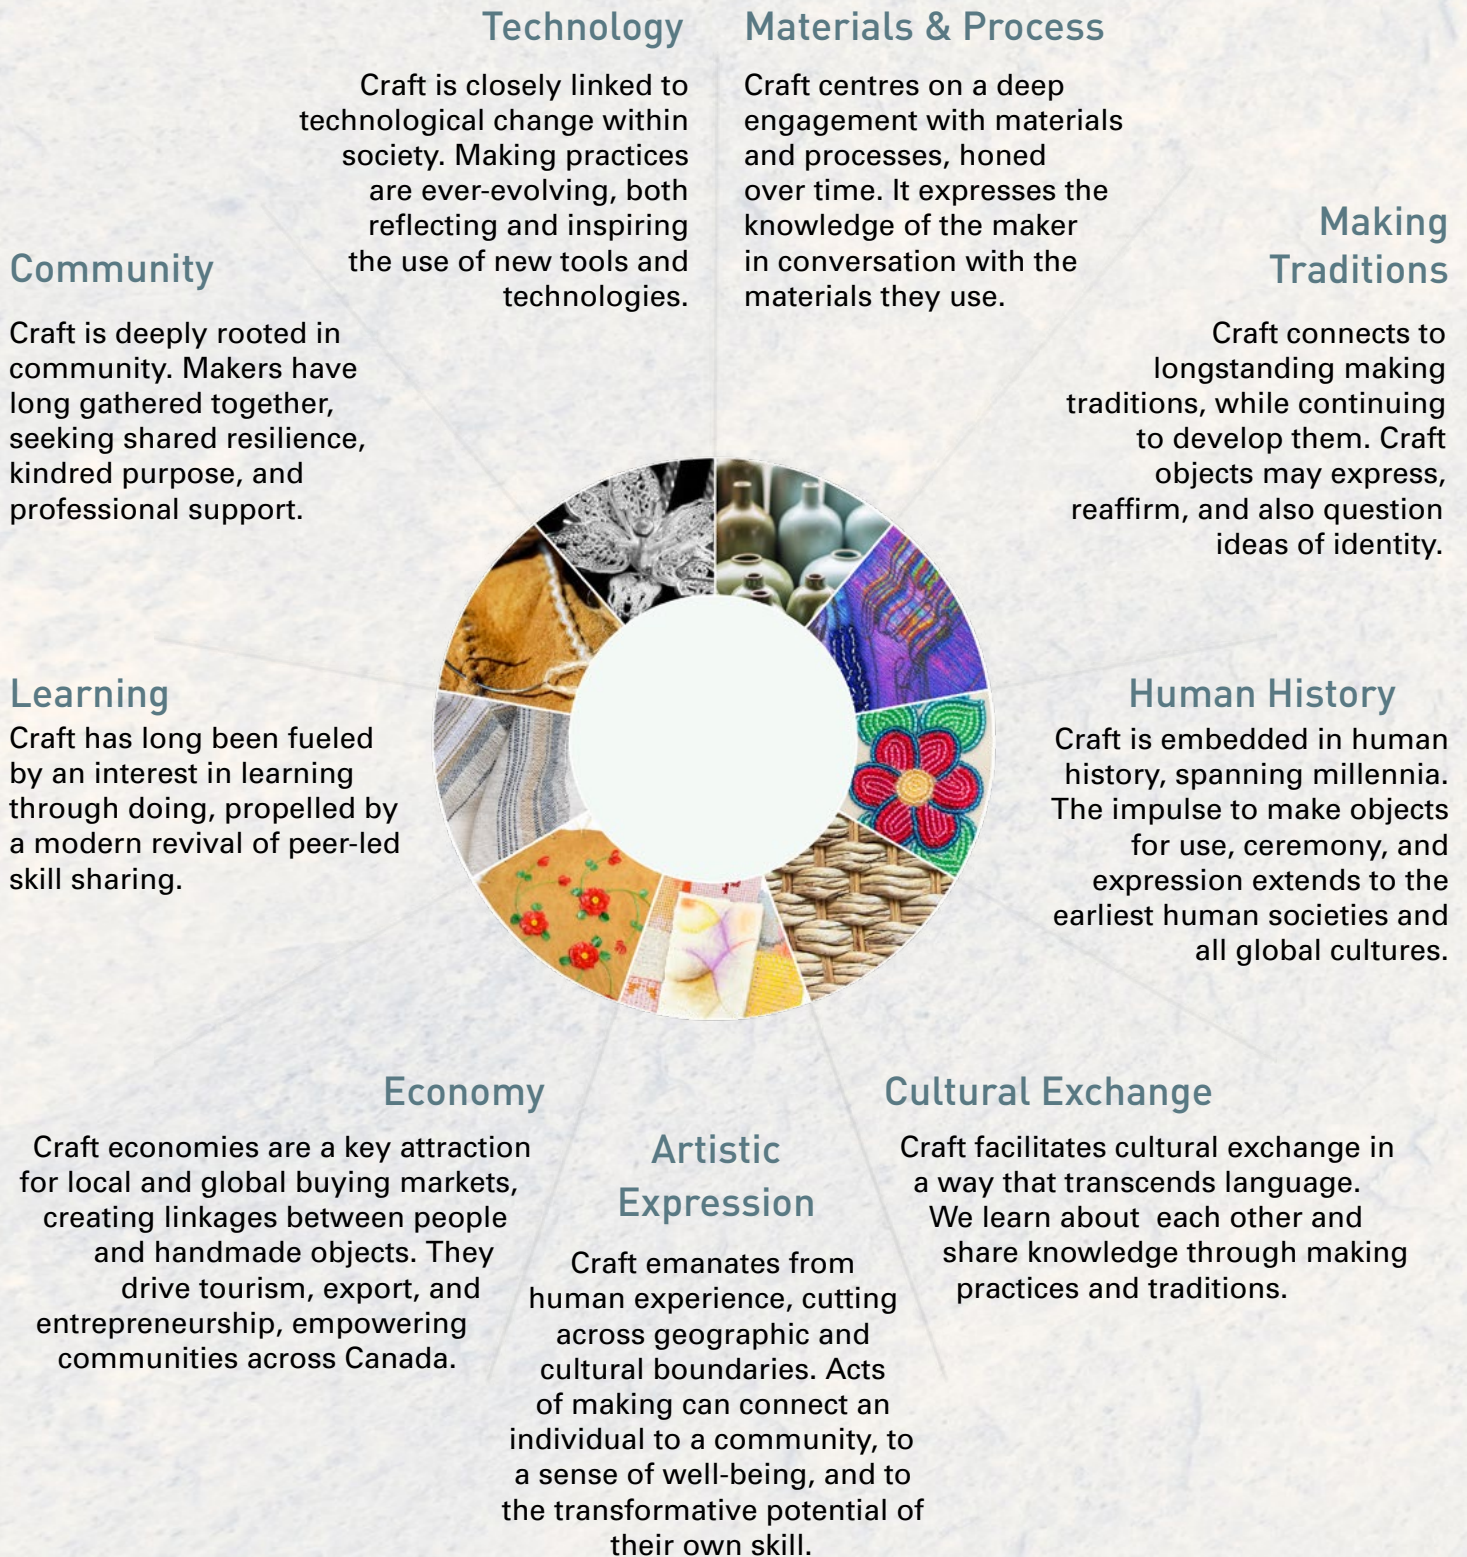 Technology
Craft is closely linked to
technological change within
society. Making practices
are ever-evolving, both
reflecting and inspiring
the use of new tools and
technologies.
Materials & Process
Craft centres on a deep
engagement with materials
and processes, honed
over time. It expresses the
knowledge of the maker
in conversation with the
materials they use.
Making
Traditions
Craft connects to
longstanding making
traditions, while continuing
to develop them. Craft
objects may express,
reaffirm, and also question
ideas of identity.
Community
Craft is deeply rooted in
community. Makers have
long gathered together,
seeking shared resilience,
kindred purpose, and
professional support.
Learning
Craft has long been fueled
by an interest in learning
through doing, propelled by
a modern revival of peer-led
skill sharing.
Human History
Craft is embedded in human
history, spanning millennia.
The impulse to make objects
for use, ceremony, and
expression extends to the
earliest human societies and
all global cultures.
Economy
Craft economies are a key attraction
for local and global buying markets,
creating linkages between people
and handmade objects. They
drive tourism, export, and
entrepreneurship, empowering
communities across Canada.
Artistic
Expression
Craft emanates from
human experience, cutting
across geographic and
cultural boundaries. Acts
of making can connect an
individual to a community, to
a sense of well-being, and to
the transformative potential of
their own skill.
Cultural Exchange
Craft facilitates cultural exchange in
a way that transcends language.
We learn about each other and
share knowledge through making
practices and traditions.